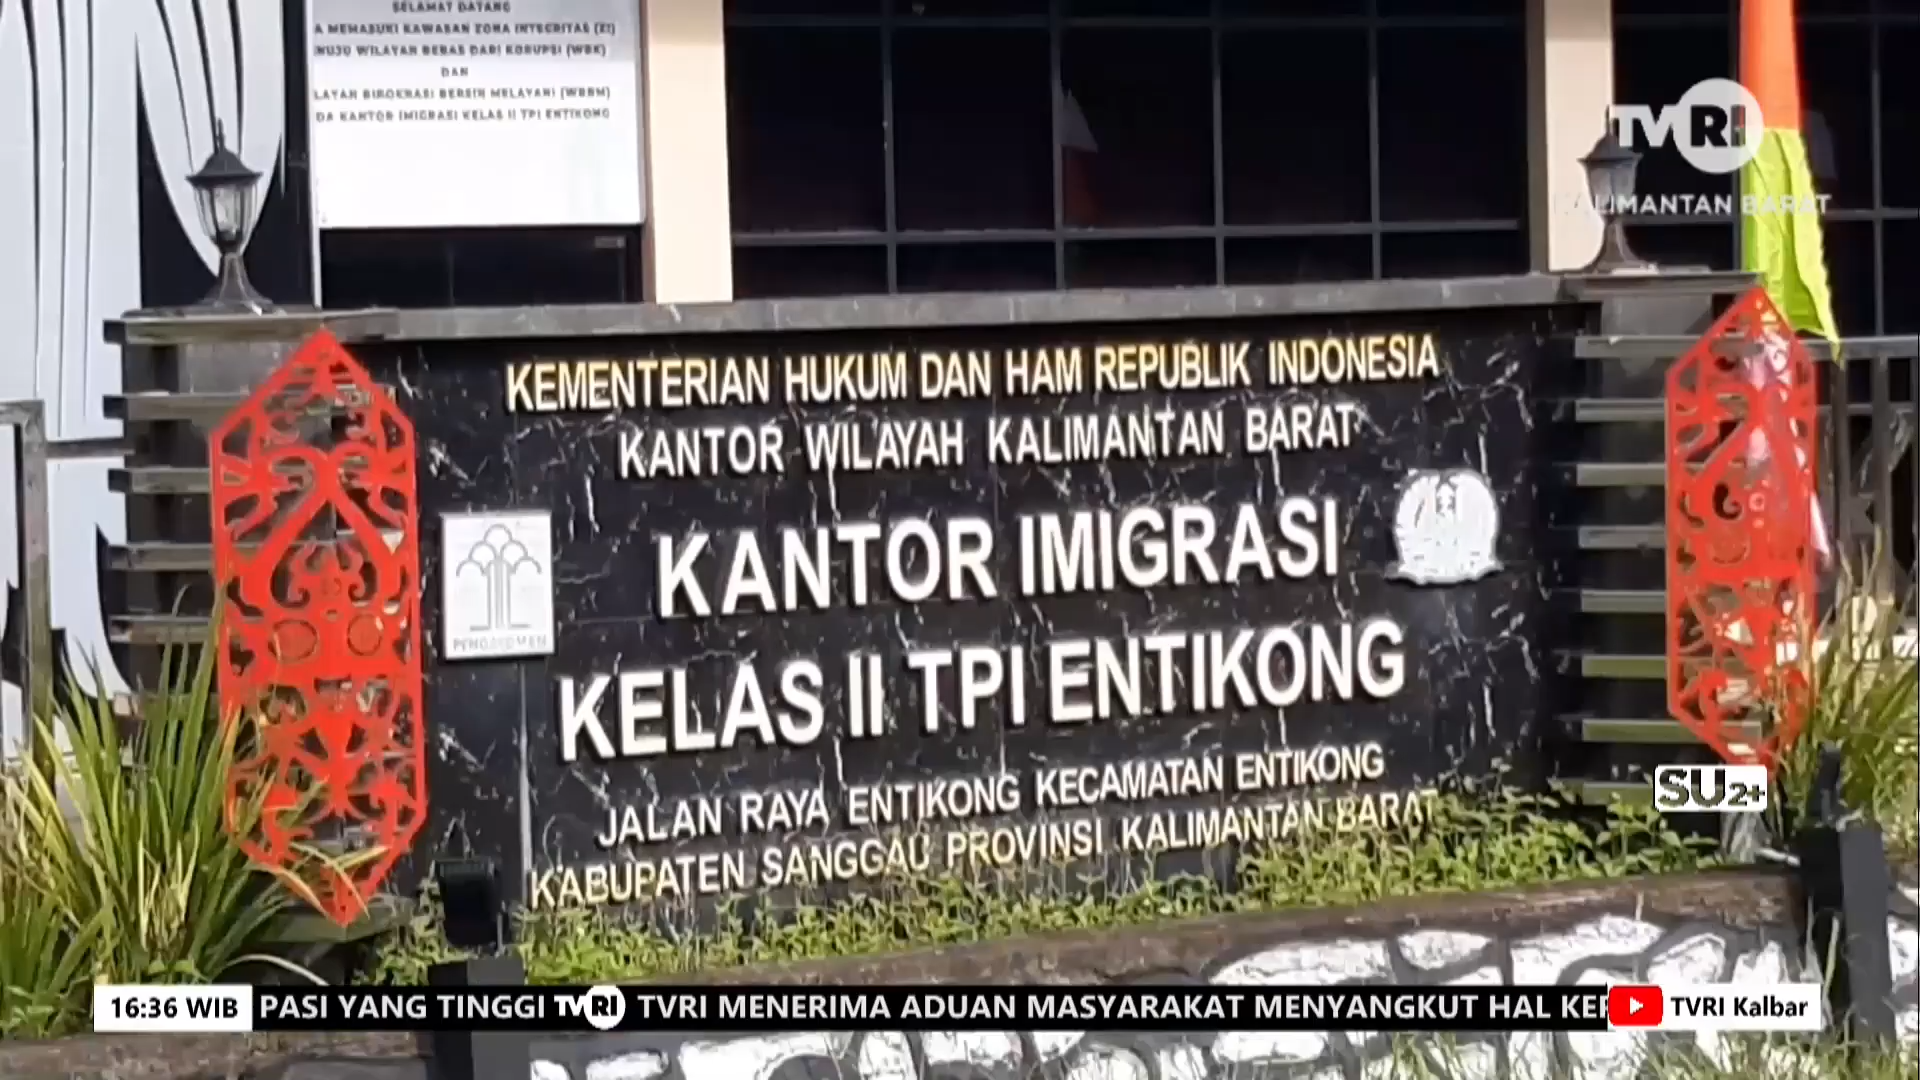 SELAMAT DATANG
A MEMASUKI KAWASAN ZONA INTEGRITAS (ZI)
NUJU WILAYAH BEBAS DARI KORUPSI (WBK)
DAN
LAYAH BIROKRASI BERSIH MELAYANI (WBBM)
DA KANTOR IMIGRASI KELAS II TPI ENTIKONG
TVRI
KALIMANTAN BARAT
KEMENTERIAN HUKUM DAN HAM REPUBLIK INDONESIA
KANTOR WILAYAH KALIMANTAN BARAT
KANTOR IMIGRASI
KELAS II TPI ENTIKONG
PENGAYOMAN
JALAN RAYA ENTIKONG KECAMATAN ENTIKONG
KABUPATEN SANGGAU PROVINSI KALIMANTAN BARAT
SU2+
16:36 WIB PASI YANG TINGGI TVRI TVRI MENERIMA ADUAN MASYARAKAT MENYANGKUT HAL KEP TVRI Kalbar